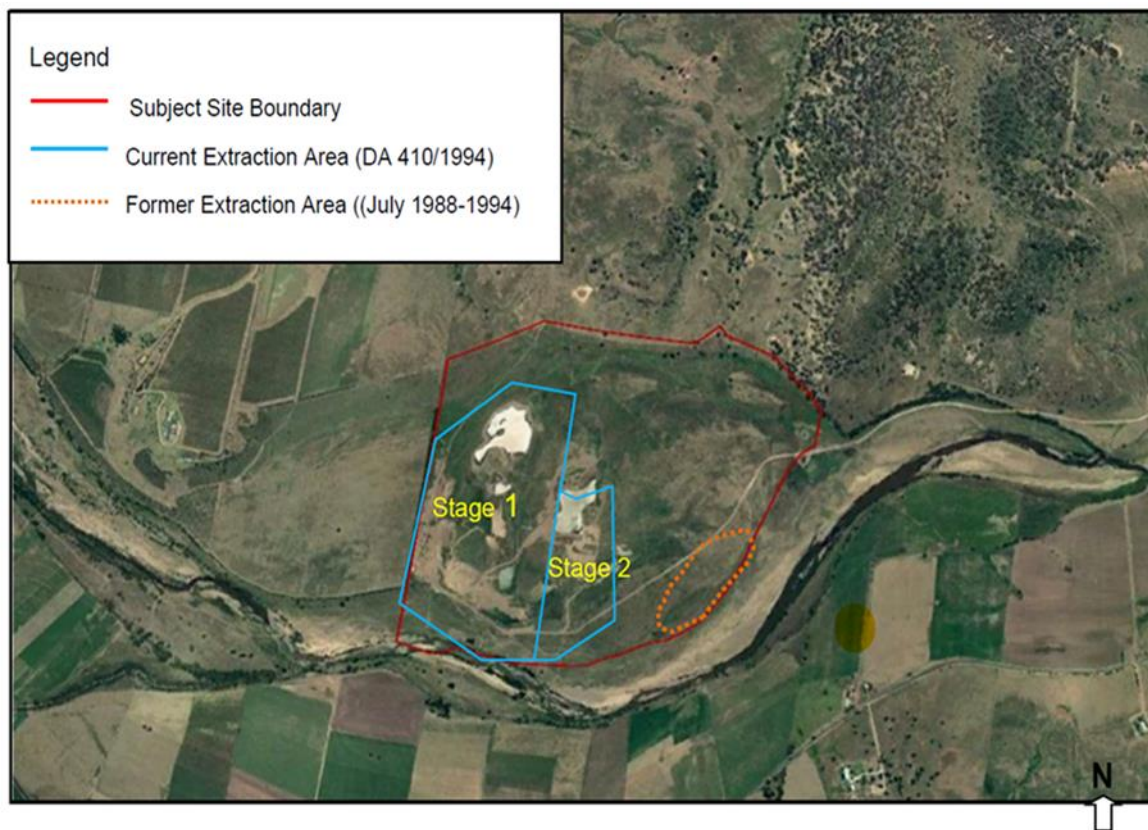 Legend
Subject Site Boundary
Current Extraction Area (DA 410/1994)
Former Extraction Area ((July 1988-1994)
Stage 1
Stage 2
N